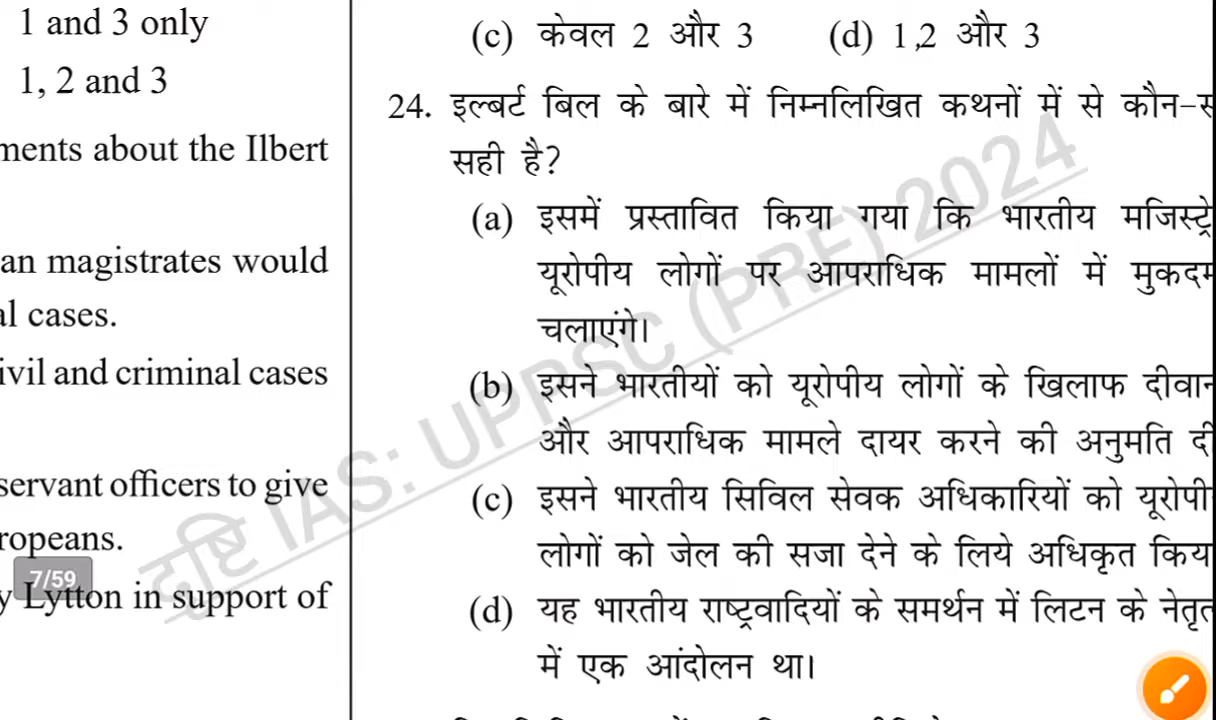 1 and 3 only
1, 2 and 3
ments about the Ilbert
an magistrates would
al cases.
ivil and criminal cases
servant officers to give
ropeans.
7/59
y Lytton in support of
(c) केवल 2 और 3 (d) 1,2 और 3
24. इल्बर्ट बिल के बारे में निम्नलिखित कथनों में से कौन-स
सही है?
(a) इसमें प्रस्तावित किया गया कि भारतीय मजिस्ट्रे
यूरोपीय लोगों पर आपराधिक मामलों में मुकदम
चलाएंगे।
(b) इसने भारतीयों को यूरोपीय लोगों के खिलाफ दीवान
और आपराधिक मामले दायर करने की अनुमति दी
(c) इसने भारतीय सिविल सेवक अधिकारियों को यूरोपी
लोगों को जेल की सजा देने के लिये अधिकृत किय
(d) यह भारतीय राष्ट्रवादियों के समर्थन में लिटन के नेतृत
में एक आंदोलन था।
दृष्टि IAS: UPPSC (PRE) 2024